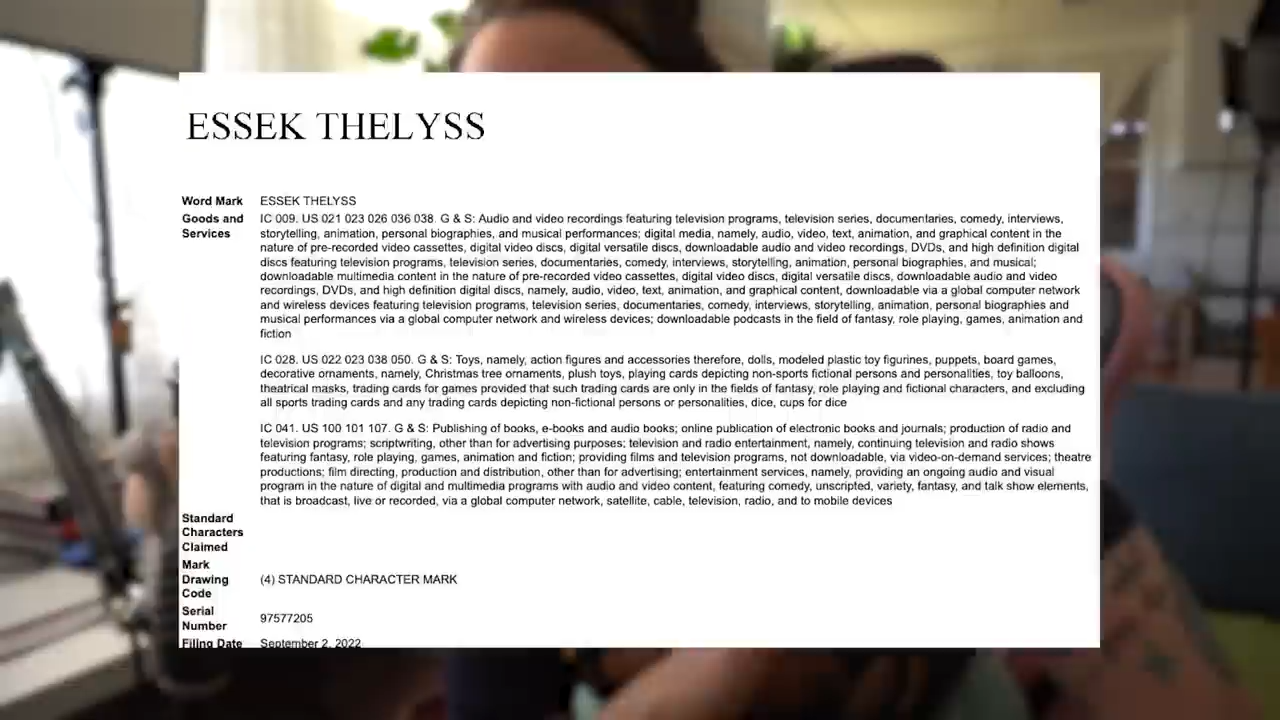 ESSEK THELYSS
Word Mark ESSEK THELYSS
Goods and IC 009. US 021 023 026 036 038. G & S: Audio and video recordings featuring television programs, television series, documentaries, comedy, interviews,
Services storytelling, animation, personal biographies, and musical performances; digital media, namely, audio, video, text, animation, and graphical content in the
nature of pre-recorded video cassettes, digital video discs, digital versatile discs, downloadable audio and video recordings, DVDs, and high definition digital
discs featuring television programs, television series, documentaries, comedy, interviews, storytelling, animation, personal biographies, and musical;
downloadable multimedia content in the nature of pre-recorded video cassettes, digital video discs, digital versatile discs, downloadable audio and video
recordings, DVDs, and high definition digital discs, namely, audio, video, text, animation, and graphical content, downloadable via a global computer network
and wireless devices featuring television programs, television series, documentaries, comedy, interviews, storytelling, animation, personal biographies and
musical performances via a global computer network and wireless devices; downloadable podcasts in the field of fantasy, role playing, games, animation and
fiction
IC 028. US 022 023 038 050. G & S: Toys, namely, action figures and accessories therefore, dolls, modeled plastic toy figurines, puppets, board games,
decorative ornaments, namely, Christmas tree ornaments, plush toys, playing cards depicting non-sports fictional persons and personalities, toy balloons,
theatrical masks, trading cards for games provided that such trading cards are only in the fields of fantasy, role playing and fictional characters, and excluding
all sports trading cards and any trading cards depicting non-fictional persons or personalities, dice, cups for dice
IC 041. US 100 101 107. G & S: Publishing of books, e-books and audio books; online publication of electronic books and journals; production of radio and
television programs; scriptwriting, other than for advertising purposes; television and radio entertainment, namely, continuing television and radio shows
featuring fantasy, role playing, games, animation and fiction; providing films and television programs, not downloadable, via video-on-demand services; theatre
productions; film directing, production and distribution, other than for advertising; entertainment services, namely, providing an ongoing audio and visual
program in the nature of digital and multimedia programs with audio and video content, featuring comedy, unscripted, variety, fantasy, and talk show elements,
that is broadcast, live or recorded, via a global computer network, satellite, cable, television, radio, and to mobile devices
Standard
Characters
Claimed
Mark
Drawing (4) STANDARD CHARACTER MARK
Code
Serial
Number 97577205
Filing Date September 2, 2022